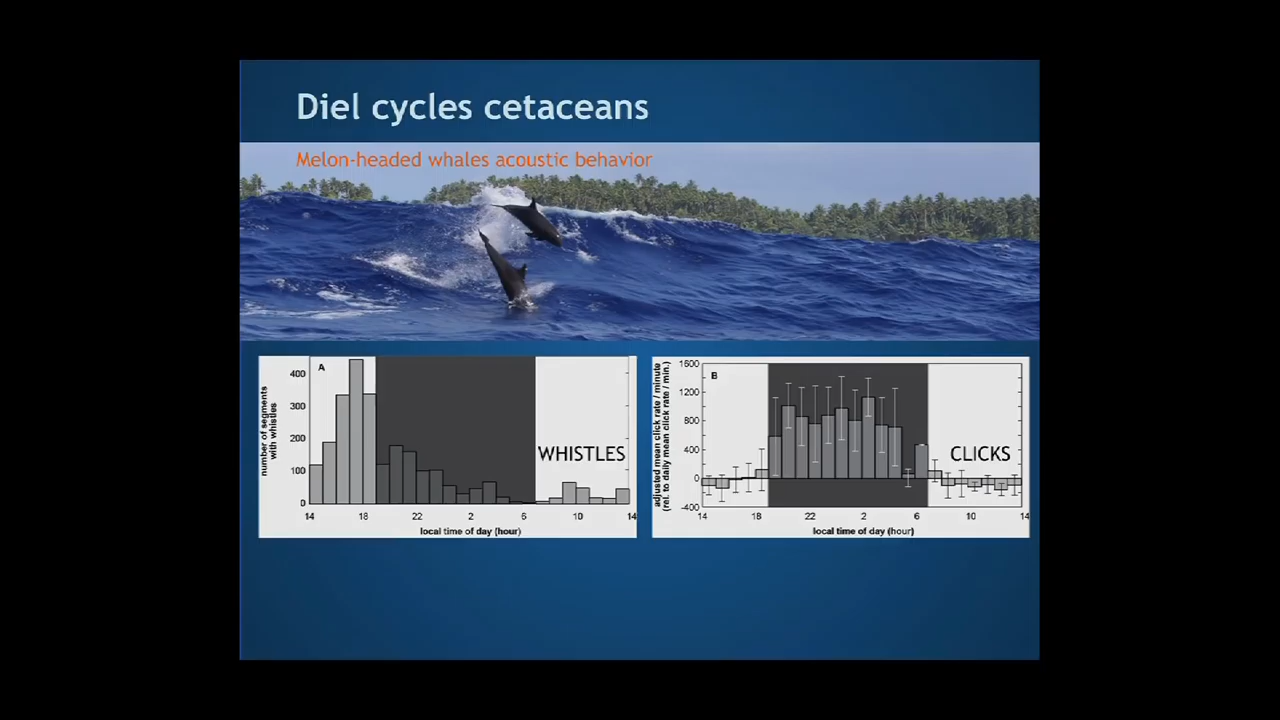 Diel cycles cetaceans
Melon-headed whales acoustic behavior
A
number of segments
with whistles
400
300
200
100
0
WHISTLES
14 18 22 2 6 10 14
local time of day (hour)
B
adjusted mean click rate / minute
(rel. to daily mean click rate / min.)
1600
1200
800
400
0
-400
CLICKS
14 18 22 2 6 10 14
local time of day (hour)